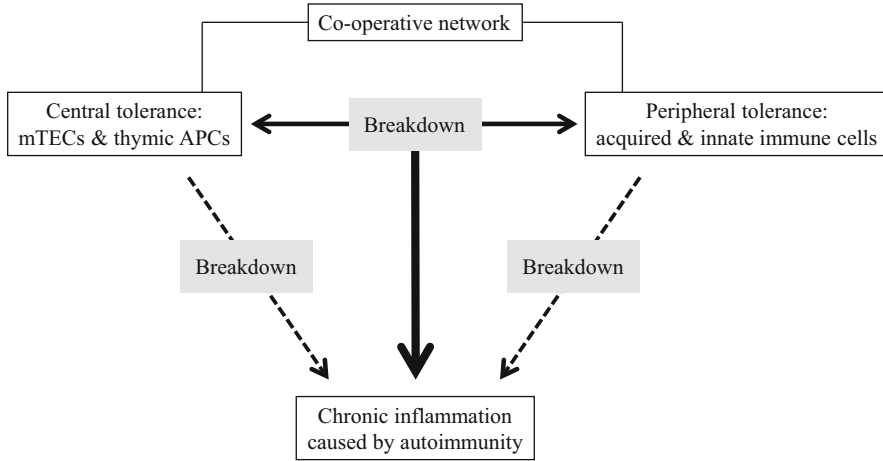 Co-operative network
Central tolerance:
mTECs & thymic APCs
Breakdown
Peripheral tolerance:
acquired & innate immune cells
Breakdown
Breakdown
Chronic inflammation
caused by autoimmunity